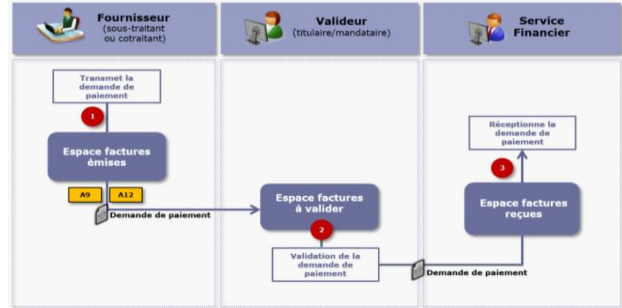 Fournisseur
(sous-traitant
ou cotraitant)
Valideur
(titulaire/mandataire)
Service
Financier
Transmet la
demande de
paiement
1
Espace factures
émises
A9
A12
Demande de paiement
Espace factures
à valider
2
Validation de la
demande de
paiement
Demande de paiement
Réceptionne la
demande de
paiement
3
Espace factures
reçues